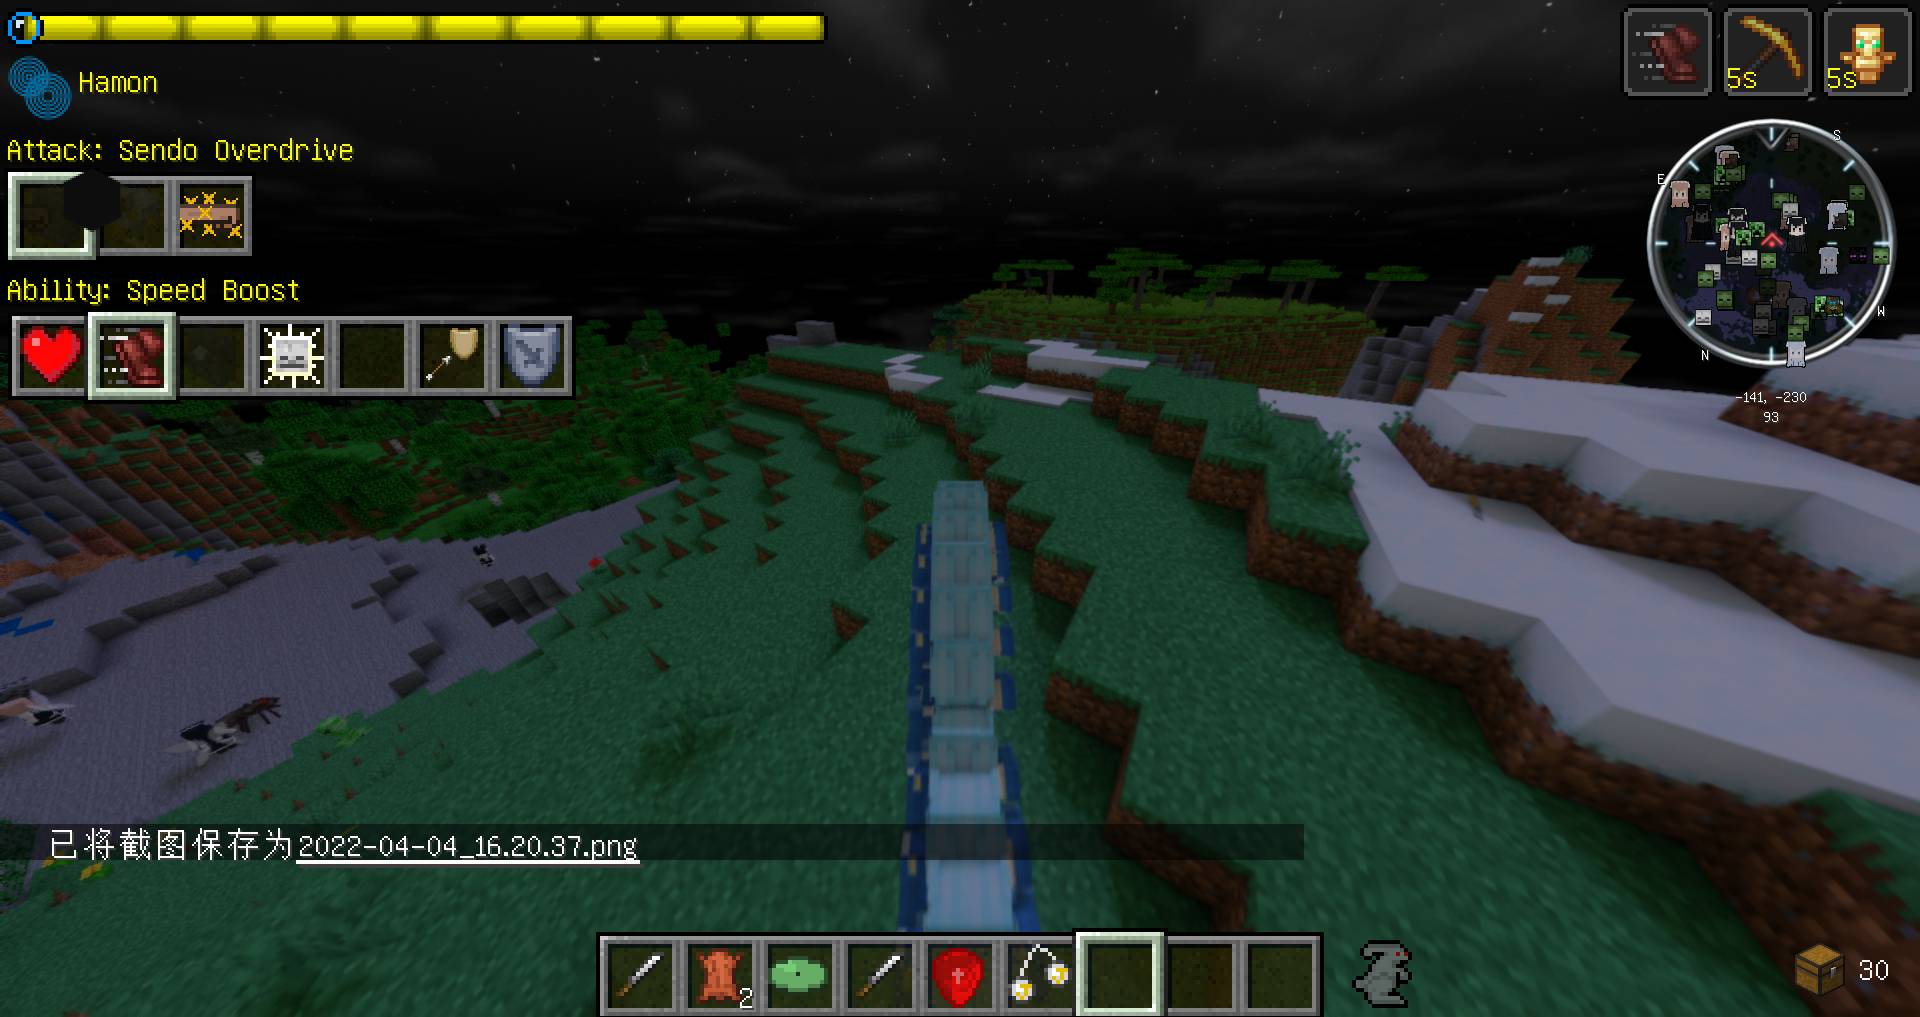 Hamon
5s
5s
Attack: Sendo Overdrive
S
E
Ability: Speed Boost
W
N
-141, -230
93
已将截图保存为2022-04-04_16.20.37.png
2
30